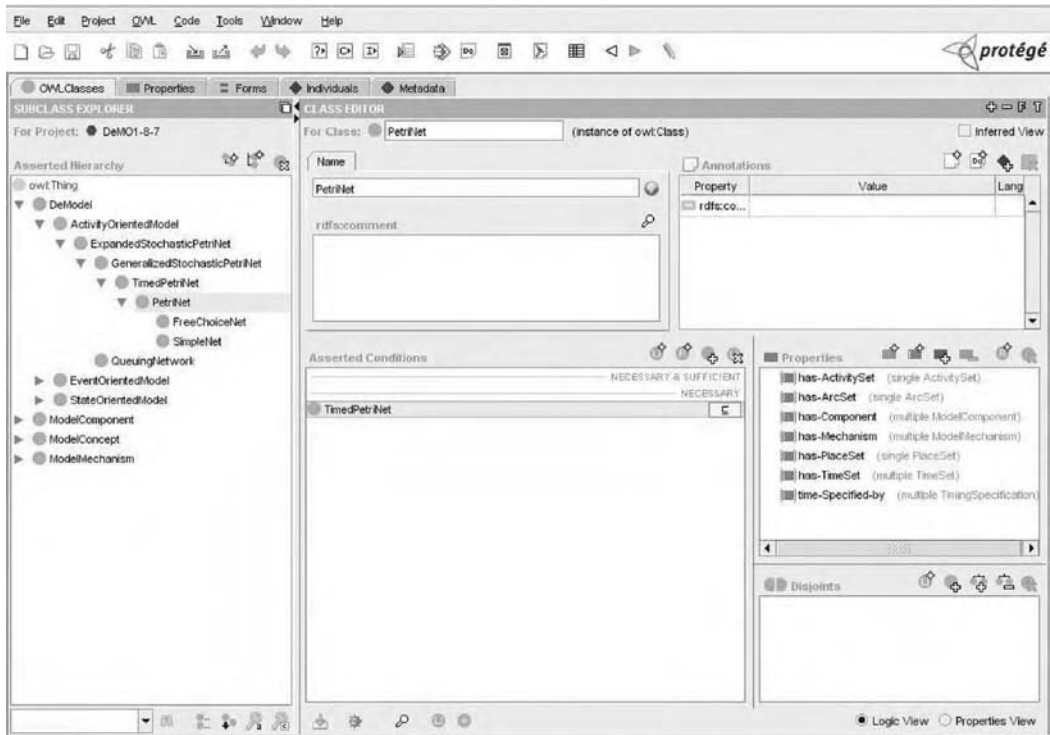 File Edit Project OWL Code Tools Window Help
protégé
OWLClasses Properties Forms Individuals Metadata
SUBCLASS EXPLORER
For Project: DeMO1-8-7
Asserted Hierarchy
owl:Thing
DeModel
ActivityOrientedModel
ExpandedStochasticPetriNet
GeneralizedStochasticPetriNet
TimedPetriNet
PetriNet
FreeChoiceNet
SimpleNet
QueuingNetwork
EventOrientedModel
StateOrientedModel
ModelComponent
ModelConcept
ModelMechanism
CLASS EDITOR
For Class: PetriNet (instance of owl:Class) Inferred View
Name
PetriNet
rdfs:comment
Annotations
Property Value Lang
rdfs:co...
Asserted Conditions
NECESSARY & SUFFICIENT
NECESSARY
TimedPetriNet ⊑
Properties
has-ActivitySet (single ActivitySet)
has-ArcSet (single ArcSet)
has-Component (multiple ModelComponent)
has-Mechanism (multiple ModelMechanism)
has-PlaceSet (single PlaceSet)
has-TimeSet (multiple TimeSet)
time-Specified-by (multiple TimingSpecification)
Disjoints
Logic View Properties View